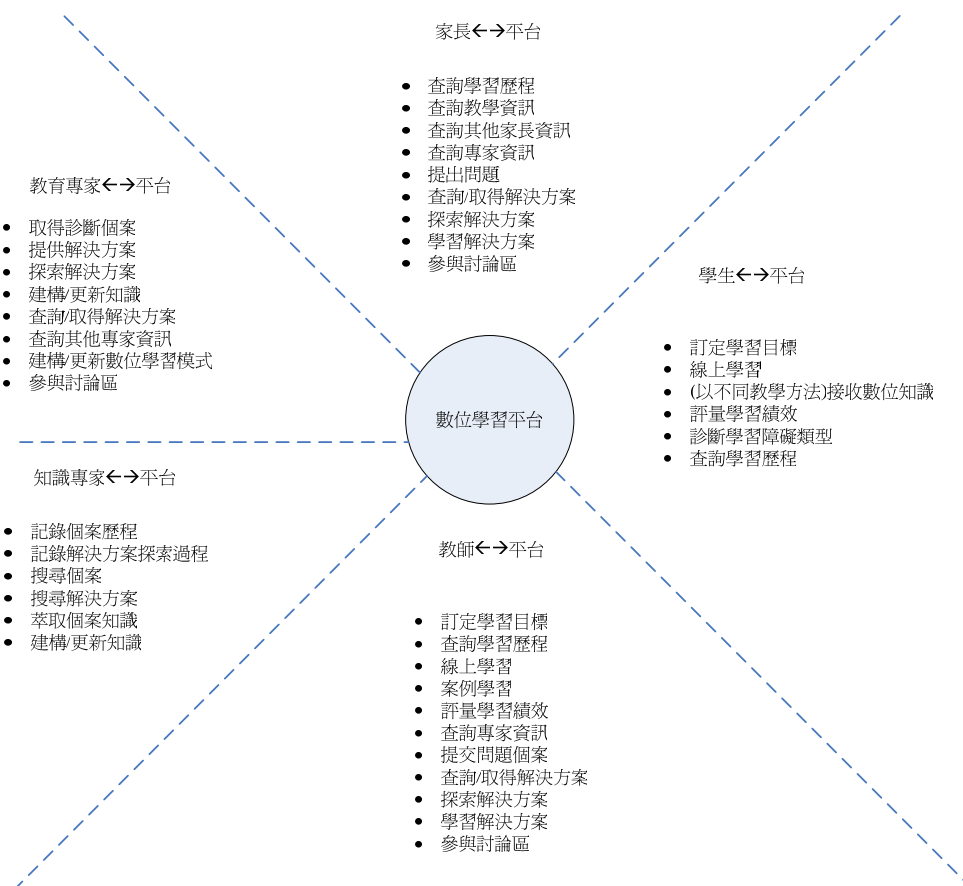 家長←→平台
• 查詢學習歷程
• 查詢教學資訊
• 查詢其他家長資訊
• 查詢專家資訊
• 提出問題
• 查詢/取得解決方案
• 探索解決方案
• 學習解決方案
• 參與討論區
教育專家←→平台
• 取得診斷個案
• 提供解決方案
• 探索解決方案
• 建構/更新知識
• 查詢/取得解決方案
• 查詢其他專家資訊
• 建構/更新數位學習模式
• 參與討論區
學生←→平台
• 訂定學習目標
• 線上學習
• (以不同教學方法)接收數位知識
• 評量學習績效
• 診斷學習障礙類型
• 查詢學習歷程
數位學習平台
知識專家←→平台
• 記錄個案歷程
• 記錄解決方案探索過程
• 搜尋個案
• 搜尋解決方案
• 萃取個案知識
• 建構/更新知識
教師←→平台
• 訂定學習目標
• 查詢學習歷程
• 線上學習
• 案例學習
• 評量學習績效
• 查詢專家資訊
• 提交問題個案
• 查詢/取得解決方案
• 探索解決方案
• 學習解決方案
• 參與討論區